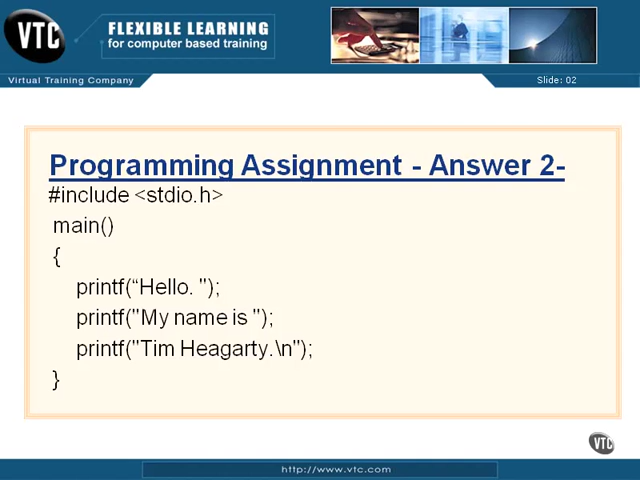 VTC
FLEXIBLE LEARNING
for computer based training
Virtual Training Company
Slide: 02
Programming Assignment - Answer 2-
#include <stdio.h>
main()
{
printf(“Hello. ");
printf("My name is ");
printf("Tim Heagarty.\n");
}
VTC
http://www.vtc.com